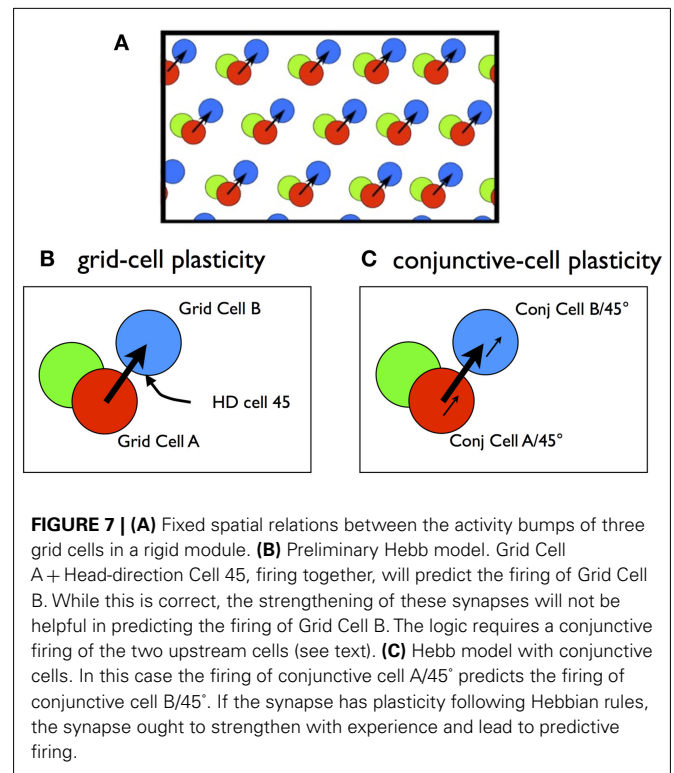 A
B grid-cell plasticity
C conjunctive-cell plasticity
Grid Cell B
HD cell 45
Grid Cell A
Conj Cell B/45°
Conj Cell A/45°
FIGURE 7 | (A) Fixed spatial relations between the activity bumps of three
grid cells in a rigid module. (B) Preliminary Hebb model. Grid Cell
A + Head-direction Cell 45, firing together, will predict the firing of Grid Cell
B. While this is correct, the strengthening of these synapses will not be
helpful in predicting the firing of Grid Cell B. The logic requires a conjunctive
firing of the two upstream cells (see text). (C) Hebb model with conjunctive
cells. In this case the firing of conjunctive cell A/45° predicts the firing of
conjunctive cell B/45°. If the synapse has plasticity following Hebbian rules,
the synapse ought to strengthen with experience and lead to predictive
firing.